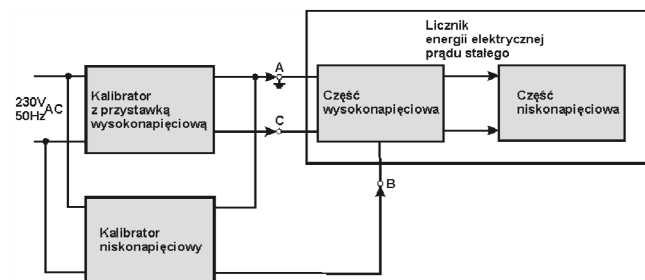 Licznik
energii elektrycznej
prądu stałego
A
Kalibrator
z przystawką
wysokonapięciową
Część
wysokonapięciowa
Część
niskonapięciowa
230V
50Hz
AC
C
B
Kalibrator
niskonapięciowy